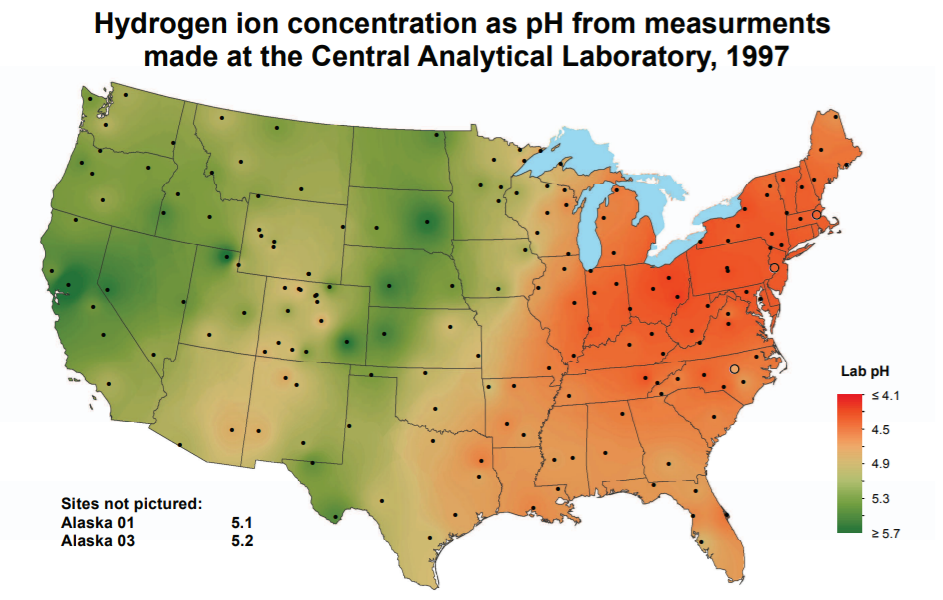 Hydrogen ion concentration as pH from measurments
made at the Central Analytical Laboratory, 1997
Lab pH
≤ 4.1
4.5
4.9
5.3
≥ 5.7
Sites not pictured:
Alaska 01 5.1
Alaska 03 5.2